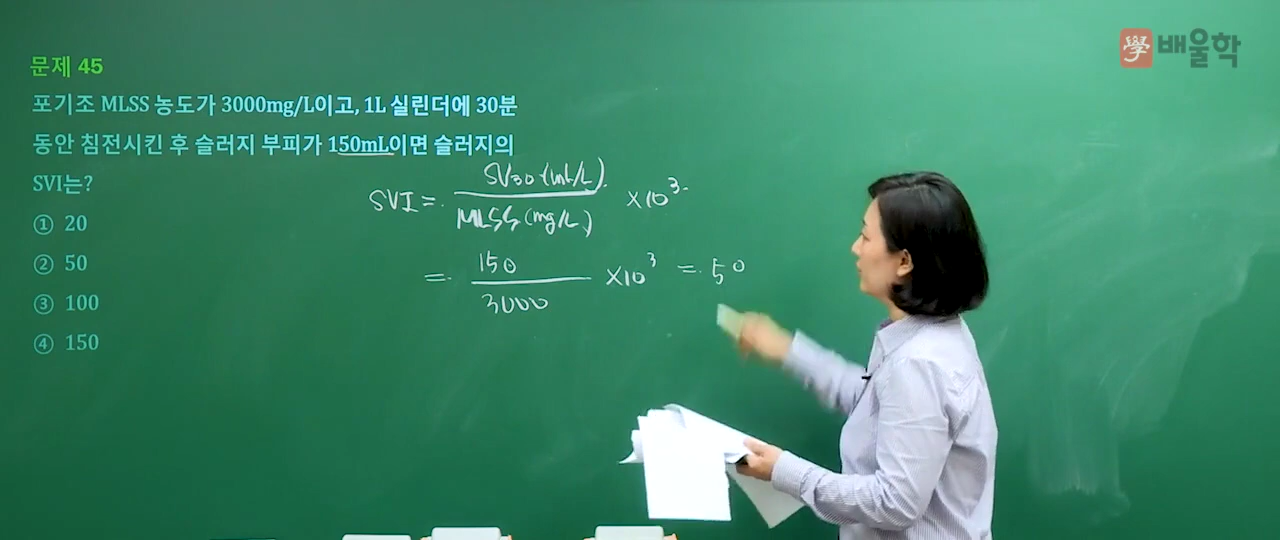 學 배울학
문제 45
포기조 MLSS 농도가 3000mg/L이고, 1L 실린더에 30분
동안 침전시킨 후 슬러지 부피가 150mL이면 슬러지의
SVI는?
① 20
② 50
③ 100
④ 150
SVI = SV30 (mL/L) / MLSS (mg/L) ×10³
= 150 / 3000 ×10³ = 50